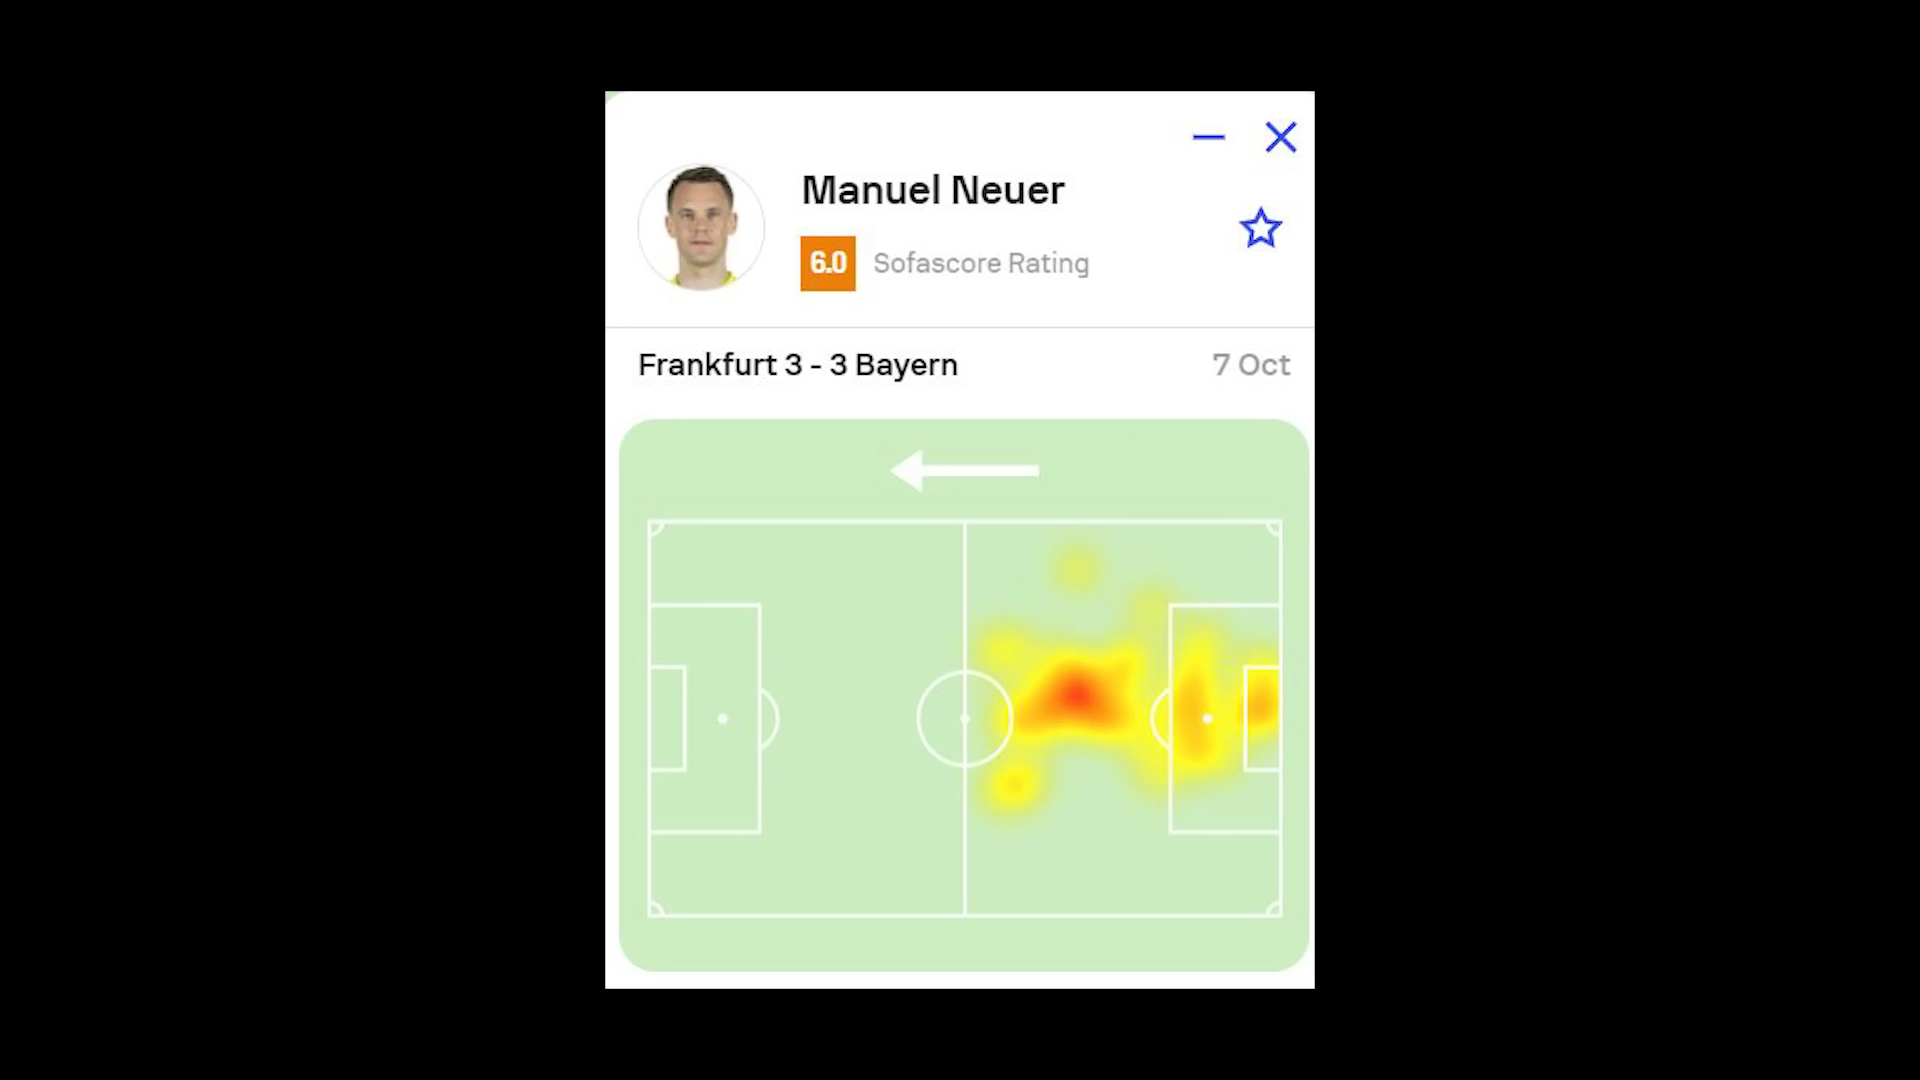 Manuel Neuer
6.0 Sofascore Rating
Frankfurt 3 - 3 Bayern 7 Oct